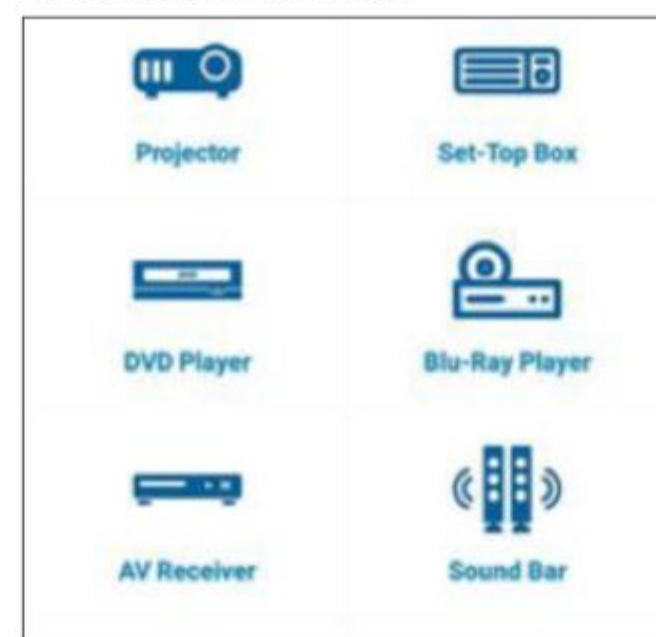 Projector
Set-Top Box
DVD Player
Blu-Ray Player
AV Receiver
Sound Bar